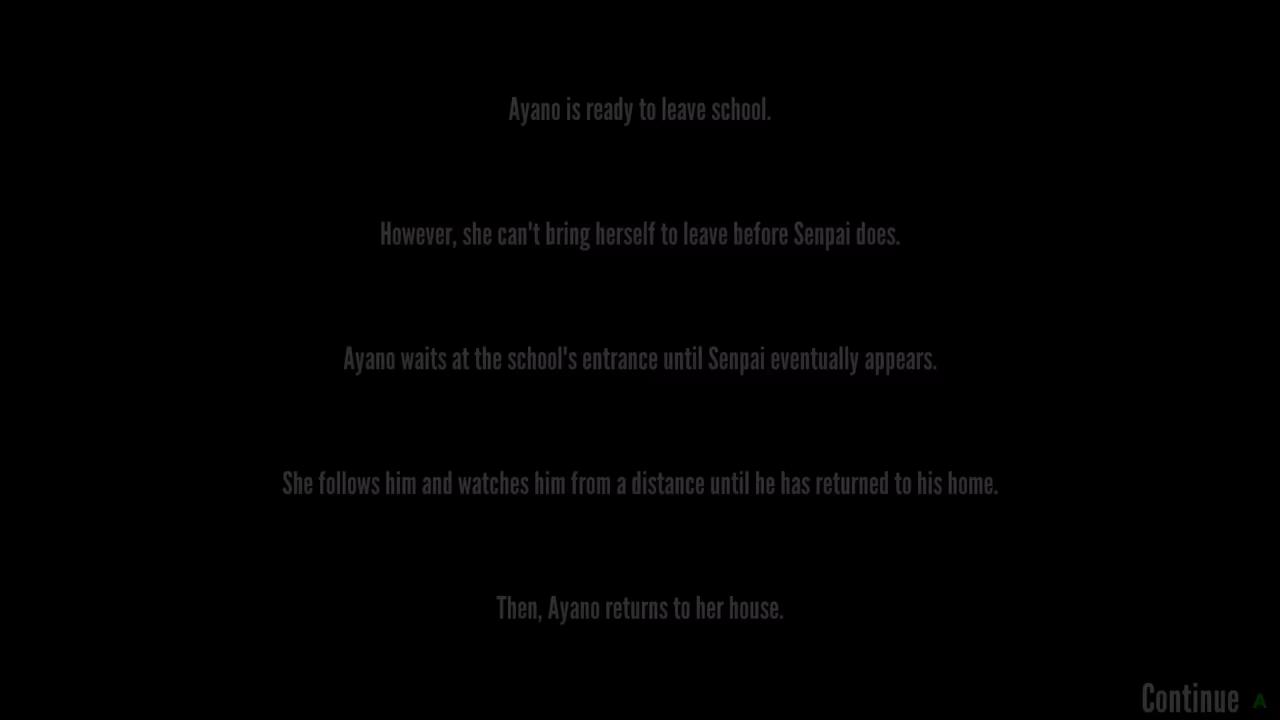 Ayano is ready to leave school.
However, she can't bring herself to leave before Senpai does.
Ayano waits at the school's entrance until Senpai eventually appears.
She follows him and watches him from a distance until he has returned to his home.
Then, Ayano returns to her house.
Continue A